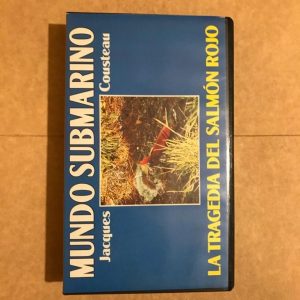 MUNDO SUBMARINO
Jacques Cousteau
LA TRAGEDIA DEL SALMÓN ROJO